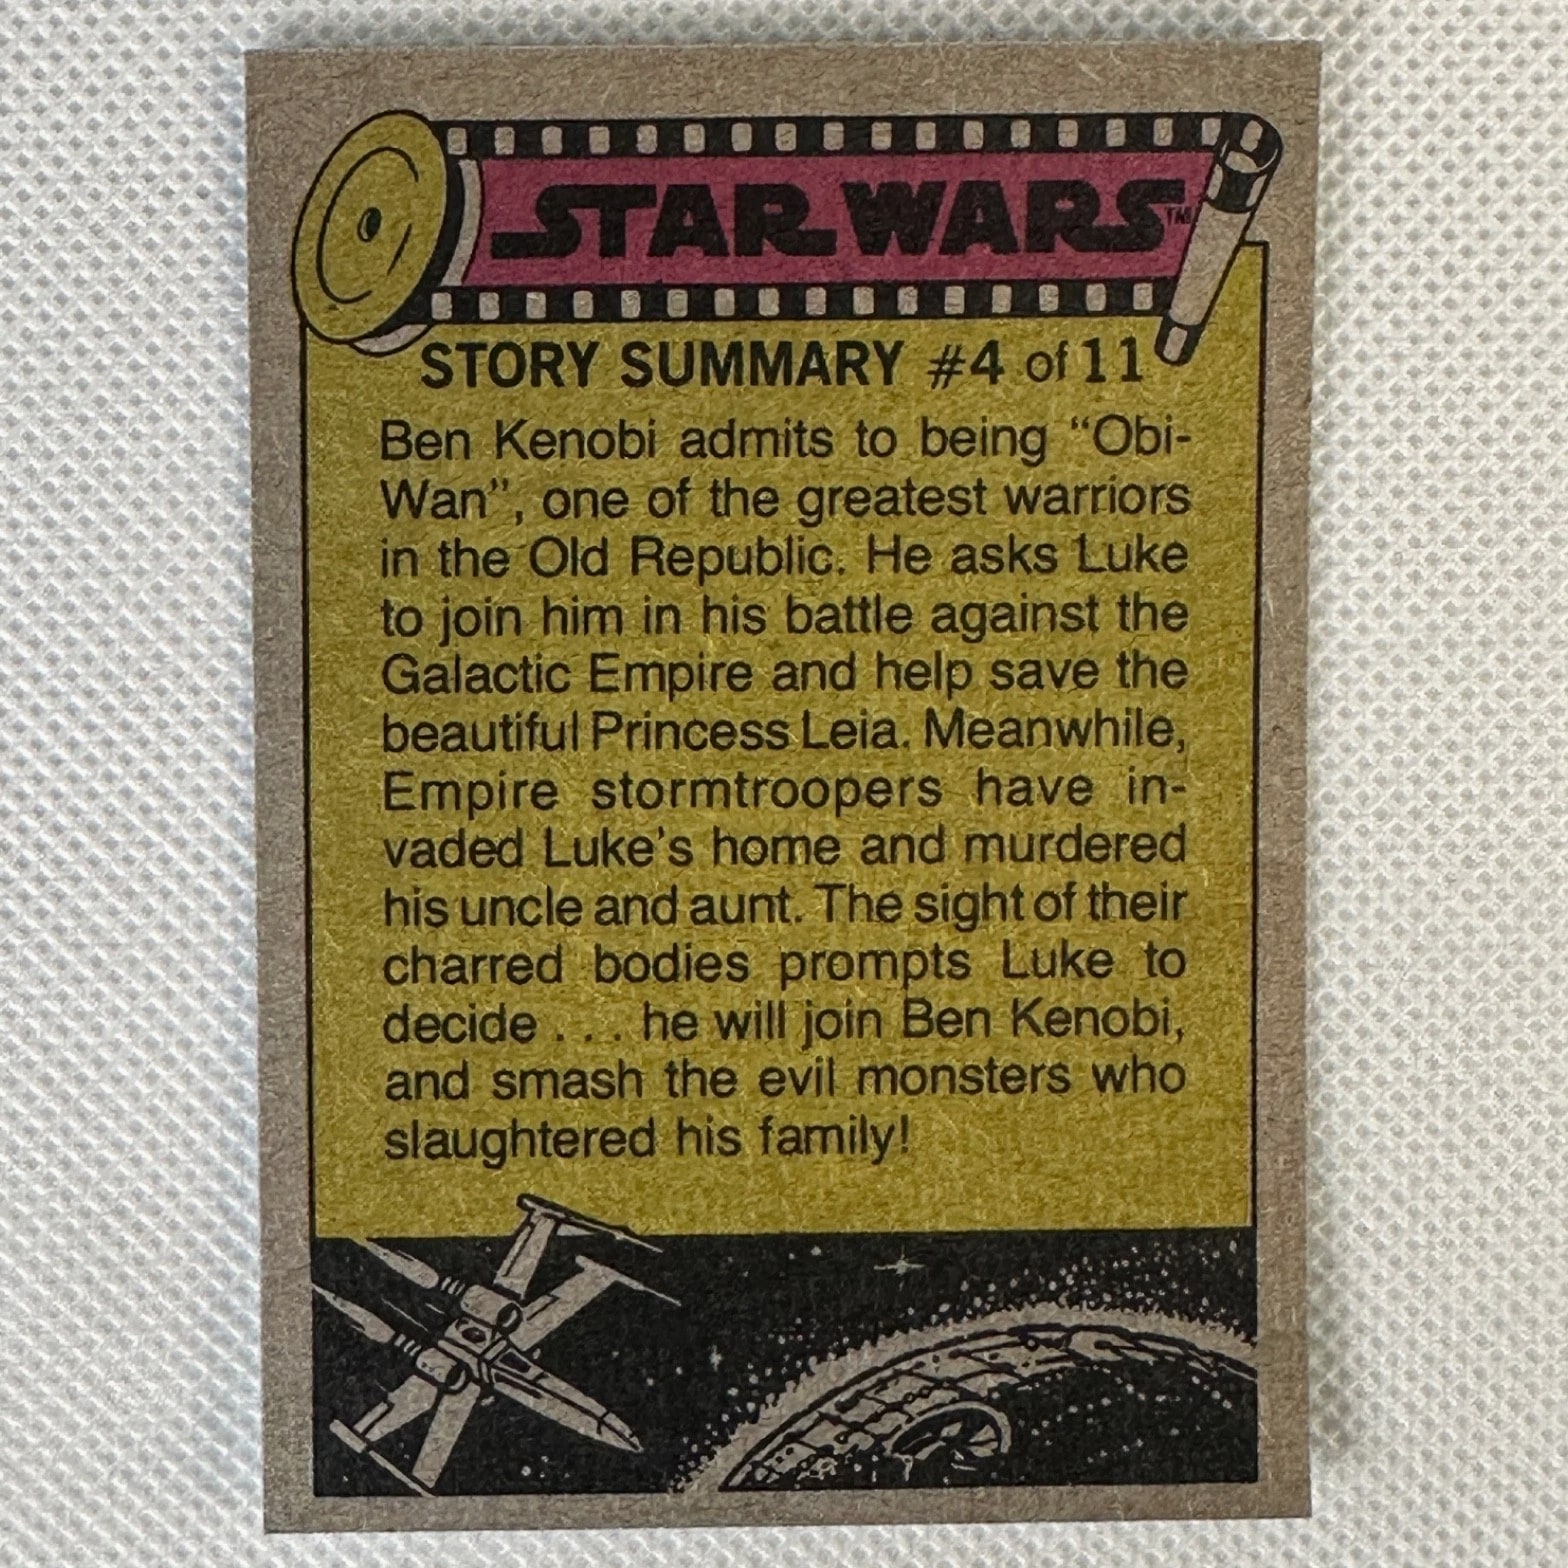 STAR WARS™
STORY SUMMARY #4 of 11
Ben Kenobi admits to being “Obi-
Wan”, one of the greatest warriors
in the Old Republic. He asks Luke
to join him in his battle against the
Galactic Empire and help save the
beautiful Princess Leia. Meanwhile,
Empire stormtroopers have in-
vaded Luke’s home and murdered
his uncle and aunt. The sight of their
charred bodies prompts Luke to
decide . . . he will join Ben Kenobi,
and smash the evil monsters who
slaughtered his family!